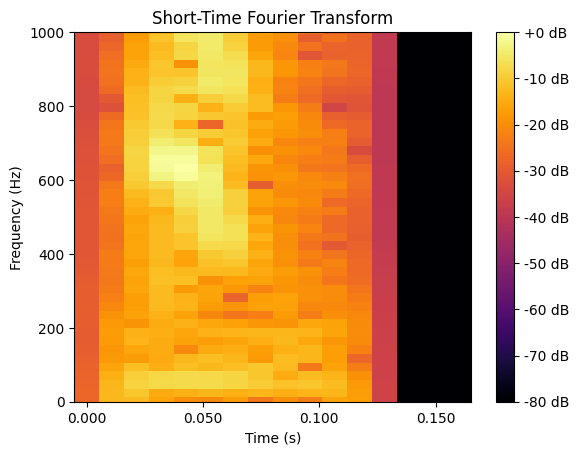 Short-Time Fourier Transform
1000
800
600
400
200
0
Frequency (Hz)
0.000
0.050
0.100
0.150
Time (s)
+0 dB
-10 dB
-20 dB
-30 dB
-40 dB
-50 dB
-60 dB
-70 dB
-80 dB